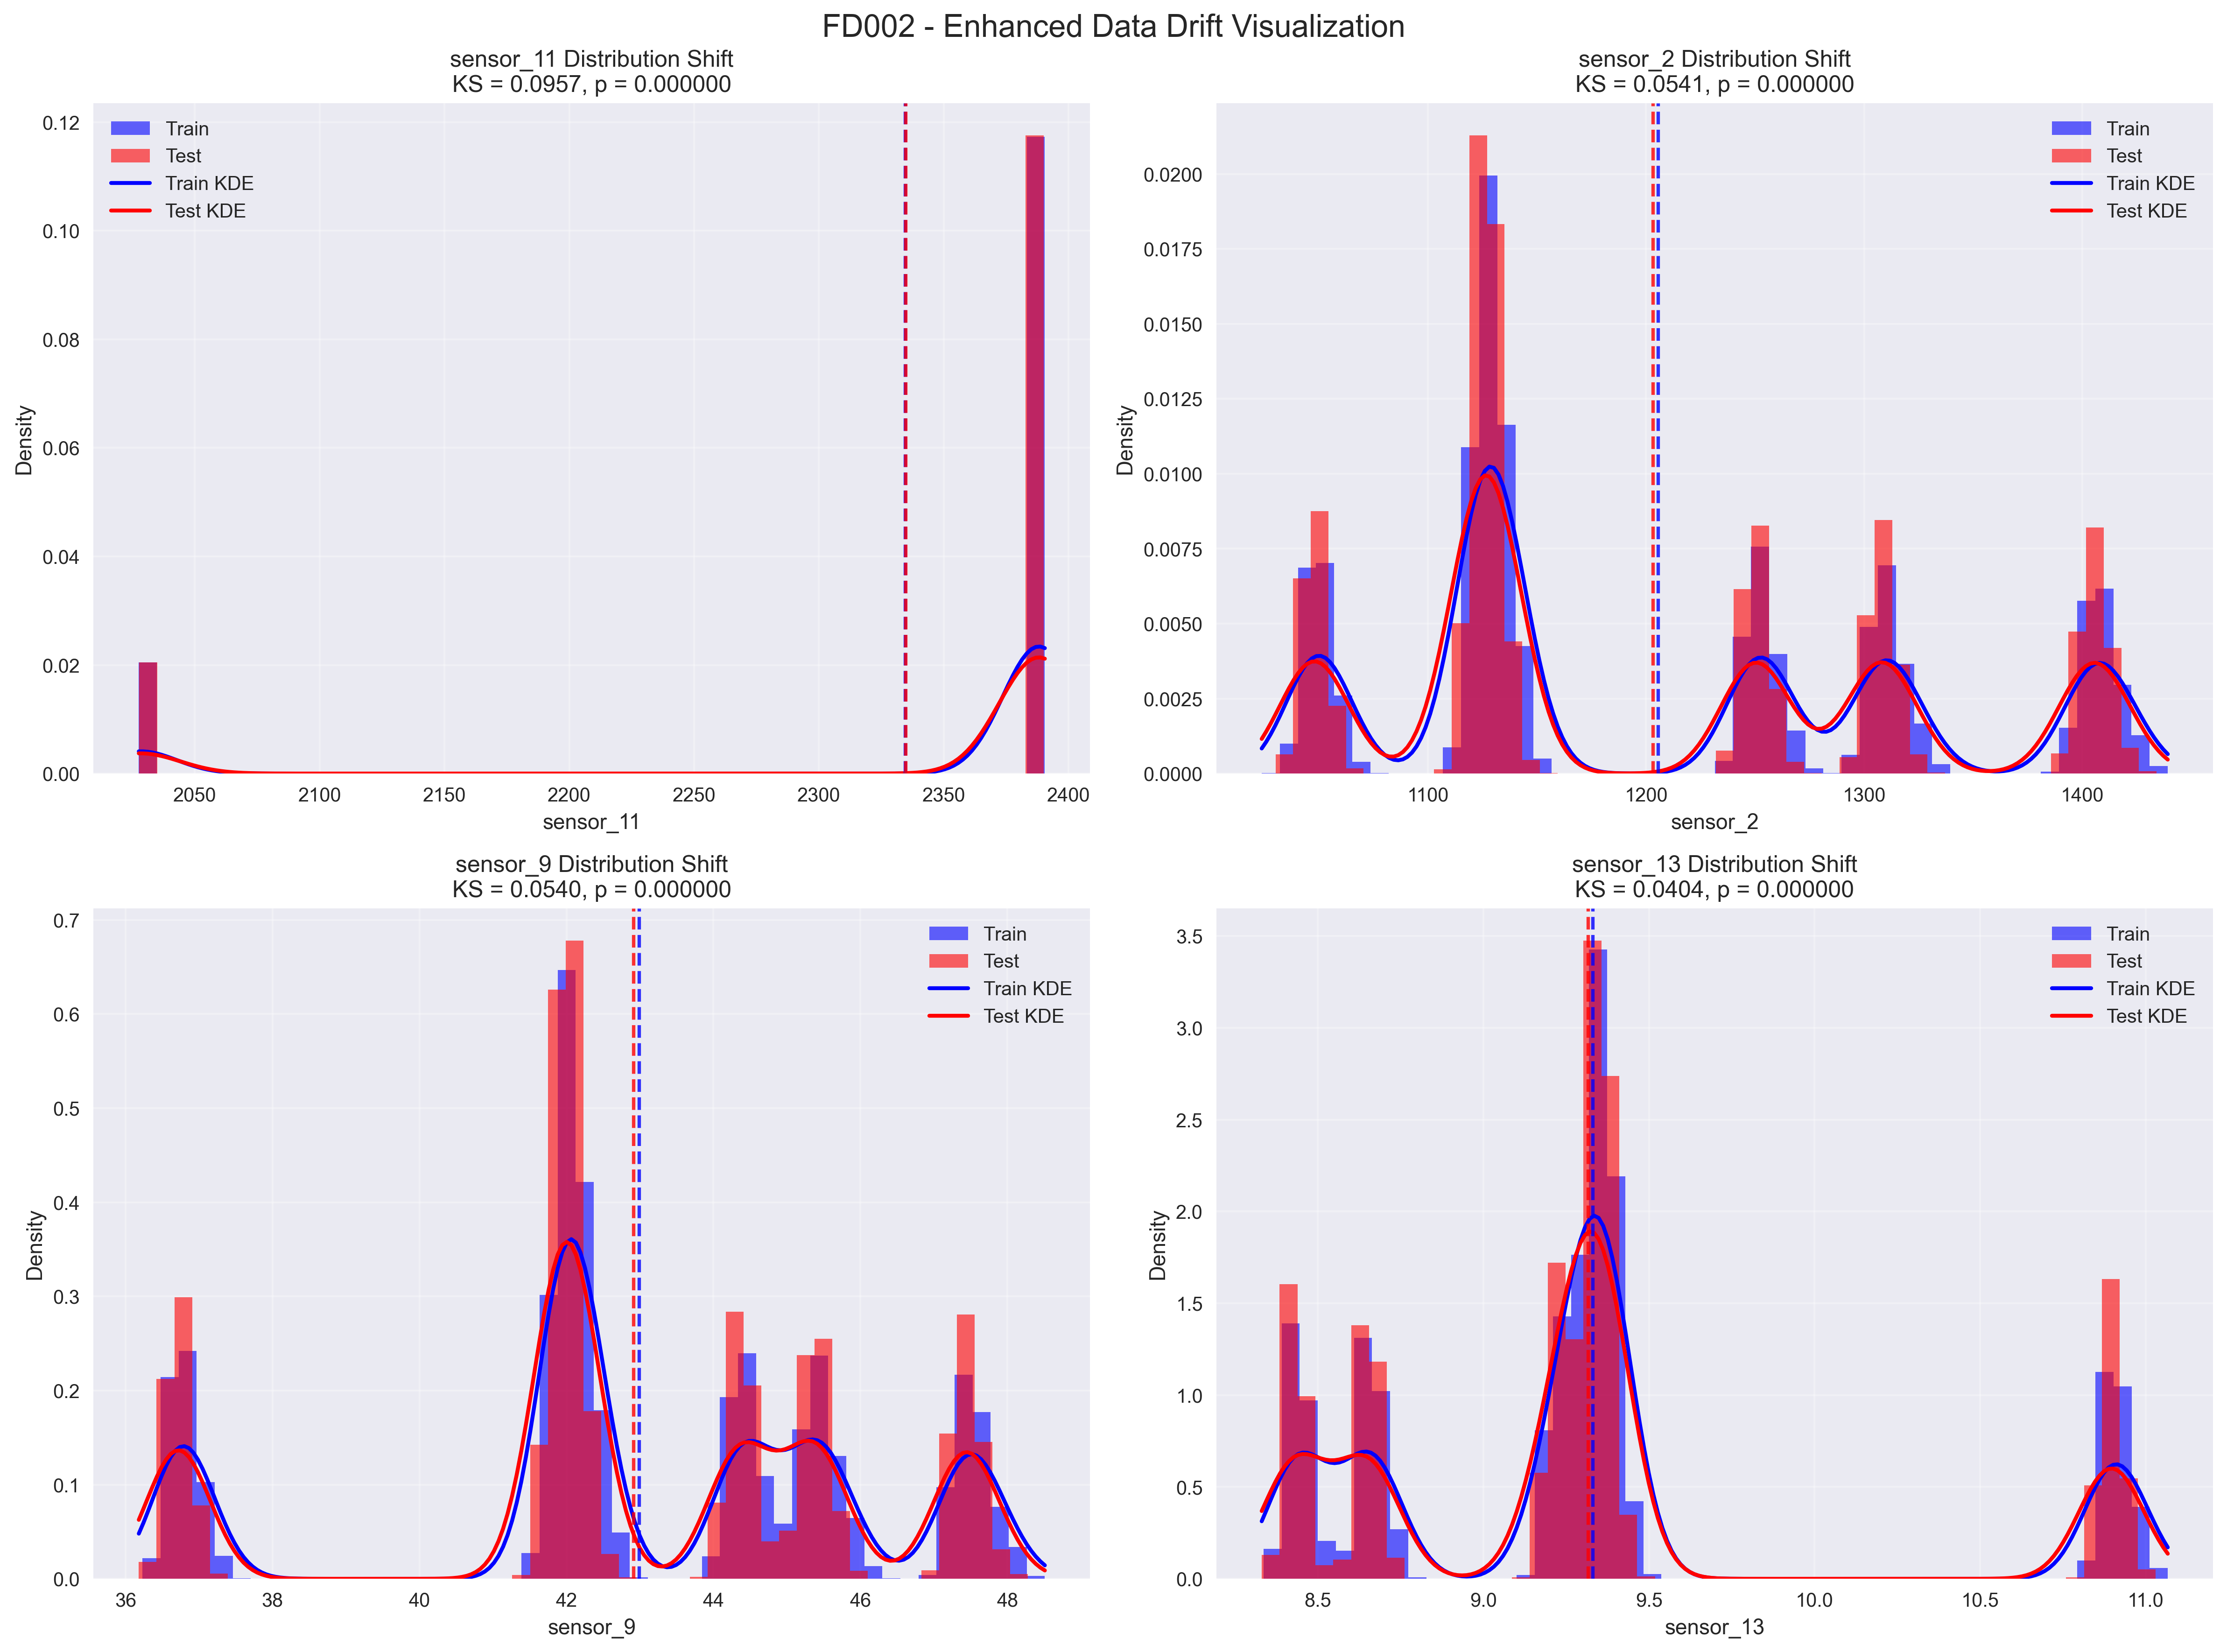 FD002 - Enhanced Data Drift Visualization
sensor_11 Distribution Shift
KS = 0.0957, p = 0.000000
Train
Test
Train KDE
Test KDE
0.12
0.10
0.08
0.06
0.04
0.02
0.00
Density
2050
2100
2150
2200
2250
2300
2350
2400
sensor_11
sensor_2 Distribution Shift
KS = 0.0541, p = 0.000000
Train
Test
Train KDE
Test KDE
0.0200
0.0175
0.0150
0.0125
0.0100
0.0075
0.0050
0.0025
0.0000
Density
1100
1200
1300
1400
sensor_2
sensor_9 Distribution Shift
KS = 0.0540, p = 0.000000
Train
Test
Train KDE
Test KDE
0.7
0.6
0.5
0.4
0.3
0.2
0.1
0.0
Density
36
38
40
42
44
46
48
sensor_9
sensor_13 Distribution Shift
KS = 0.0404, p = 0.000000
Train
Test
Train KDE
Test KDE
3.5
3.0
2.5
2.0
1.5
1.0
0.5
0.0
Density
8.5
9.0
9.5
10.0
10.5
11.0
sensor_13